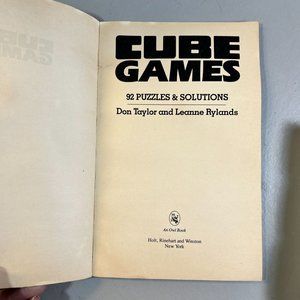 CUBE
GAMES
92 PUZZLES & SOLUTIONS
Don Taylor and Leanne Rylands
An Owl Book
Holt, Rinehart and Winston
New York